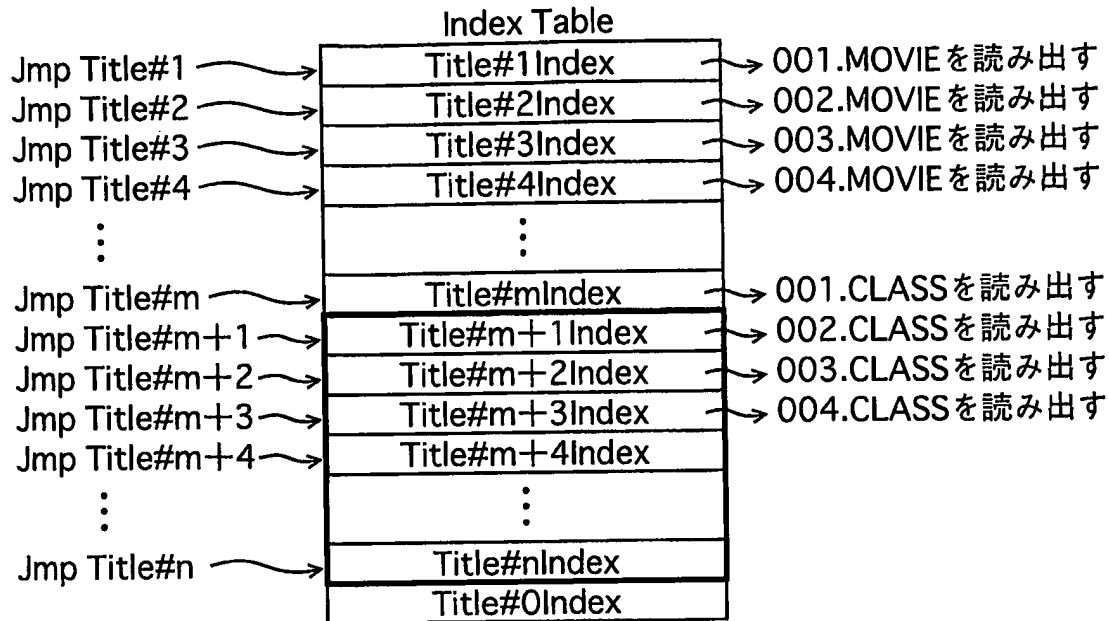 Index Table
Jmp Title#1 Title#1Index 001.MOVIEを読み出す
Jmp Title#2 Title#2Index 002.MOVIEを読み出す
Jmp Title#3 Title#3Index 003.MOVIEを読み出す
Jmp Title#4 Title#4Index 004.MOVIEを読み出す
Jmp Title#m Title#mIndex 001.CLASSを読み出す
Jmp Title#m+1 Title#m+1Index 002.CLASSを読み出す
Jmp Title#m+2 Title#m+2Index 003.CLASSを読み出す
Jmp Title#m+3 Title#m+3Index 004.CLASSを読み出す
Jmp Title#m+4 Title#m+4Index
Jmp Title#n Title#nIndex
Title#0Index